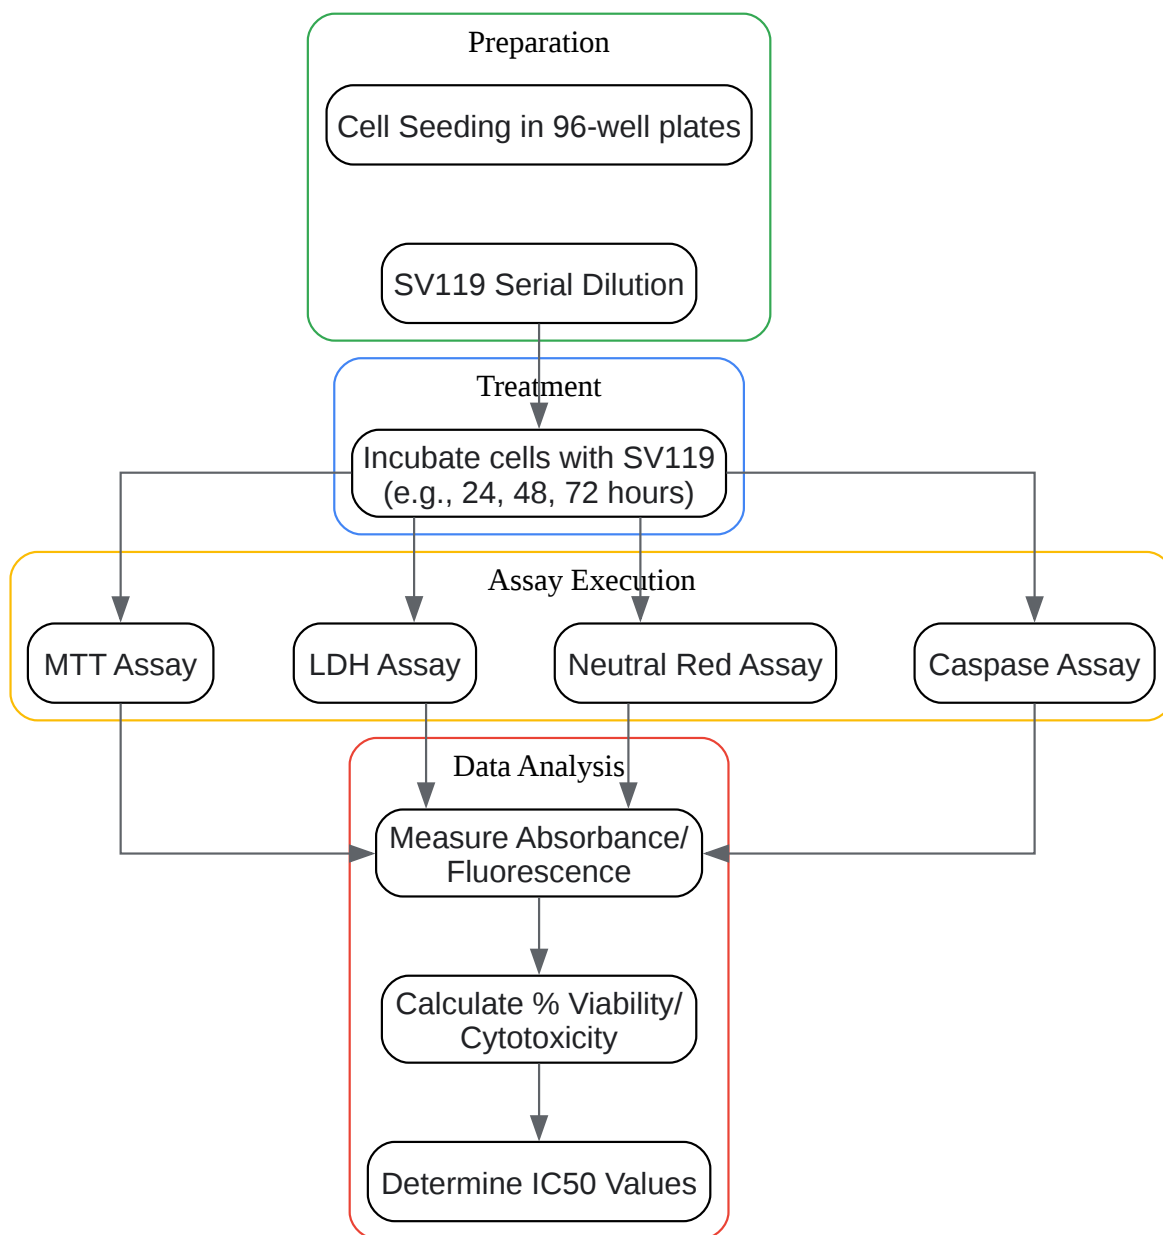 Preparation
Cell Seeding in 96-well plates
SV119 Serial Dilution
Treatment
Incubate cells with SV119
(e.g., 24, 48, 72 hours)
Assay Execution
MTT Assay
LDH Assay
Neutral Red Assay
Caspase Assay
Data Analysis
Measure Absorbance/
Fluorescence
Calculate % Viability/
Cytotoxicity
Determine IC50 Values